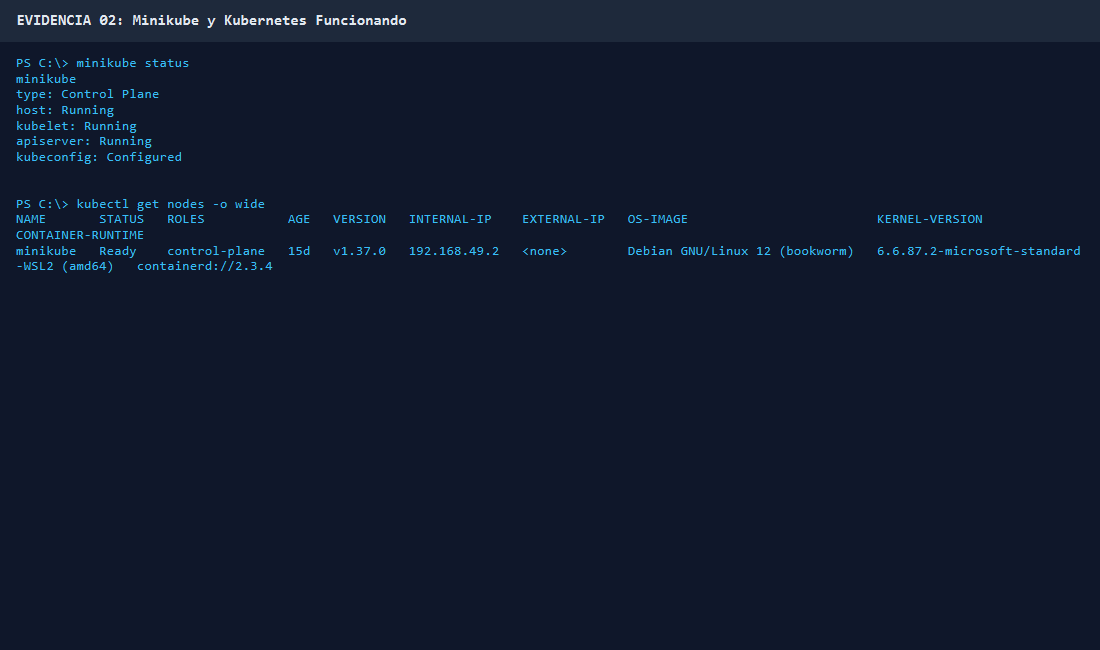 EVIDENCIA 02: Minikube y Kubernetes Funcionando
PS C:\> minikube status
minikube
type: Control Plane
host: Running
kubelet: Running
apiserver: Running
kubeconfig: Configured
PS C:\> kubectl get nodes -o wide
NAME       STATUS   ROLES           AGE   VERSION   INTERNAL-IP    EXTERNAL-IP   OS-IMAGE                         KERNEL-VERSION
CONTAINER-RUNTIME
minikube   Ready    control-plane   15d   v1.37.0   192.168.49.2   <none>        Debian GNU/Linux 12 (bookworm)   6.6.87.2-microsoft-standard
-WSL2 (amd64)   containerd://2.3.4